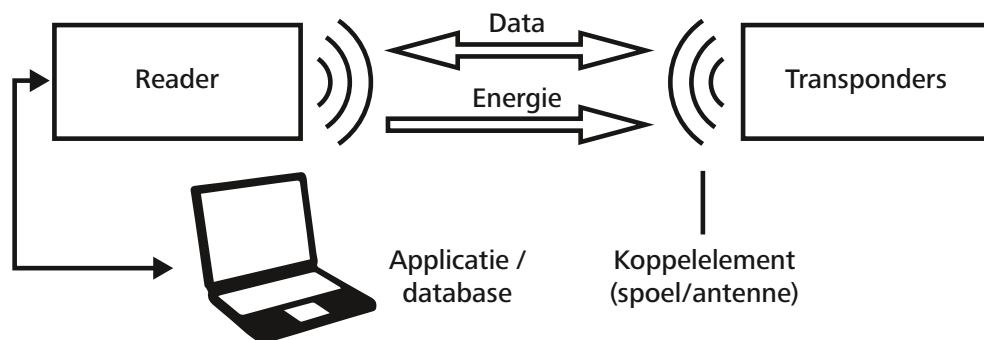 Data
Reader
Transponders
Energie
Applicatie /
database
Koppelelement
(spoel/antenne)